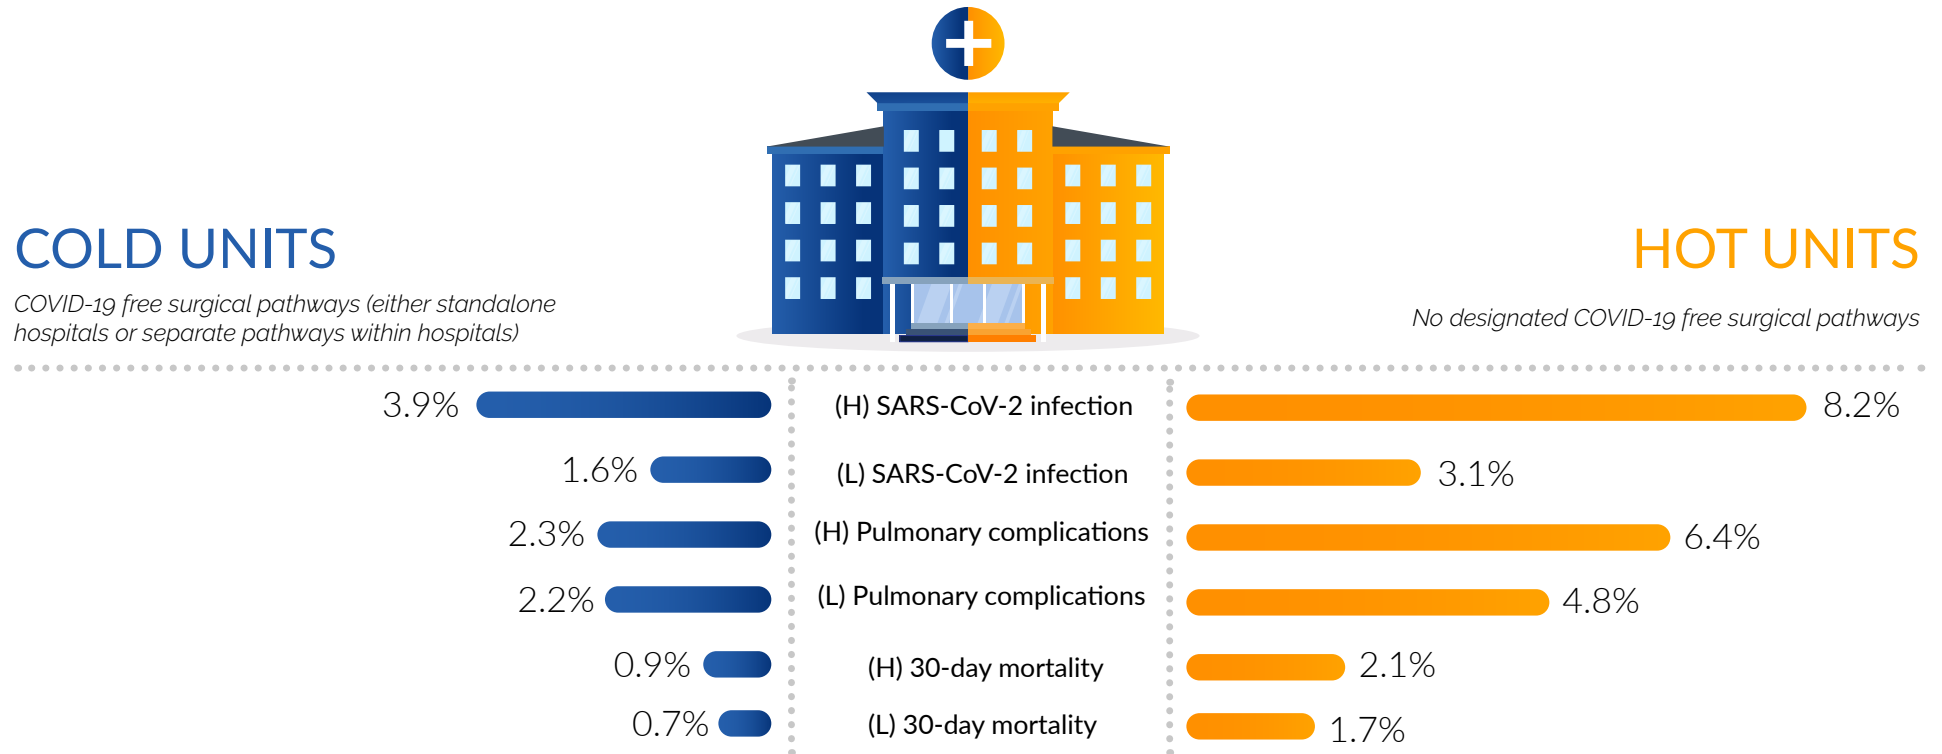 COLD UNITS
COVID-19 free surgical pathways (either standalone
hospitals or separate pathways within hospitals)
HOT UNITS
No designated COVID-19 free surgical pathways
3.9% (H) SARS-CoV-2 infection 8.2%
1.6% (L) SARS-CoV-2 infection 3.1%
2.3% (H) Pulmonary complications 6.4%
2.2% (L) Pulmonary complications 4.8%
0.9% (H) 30-day mortality 2.1%
0.7% (L) 30-day mortality 1.7%